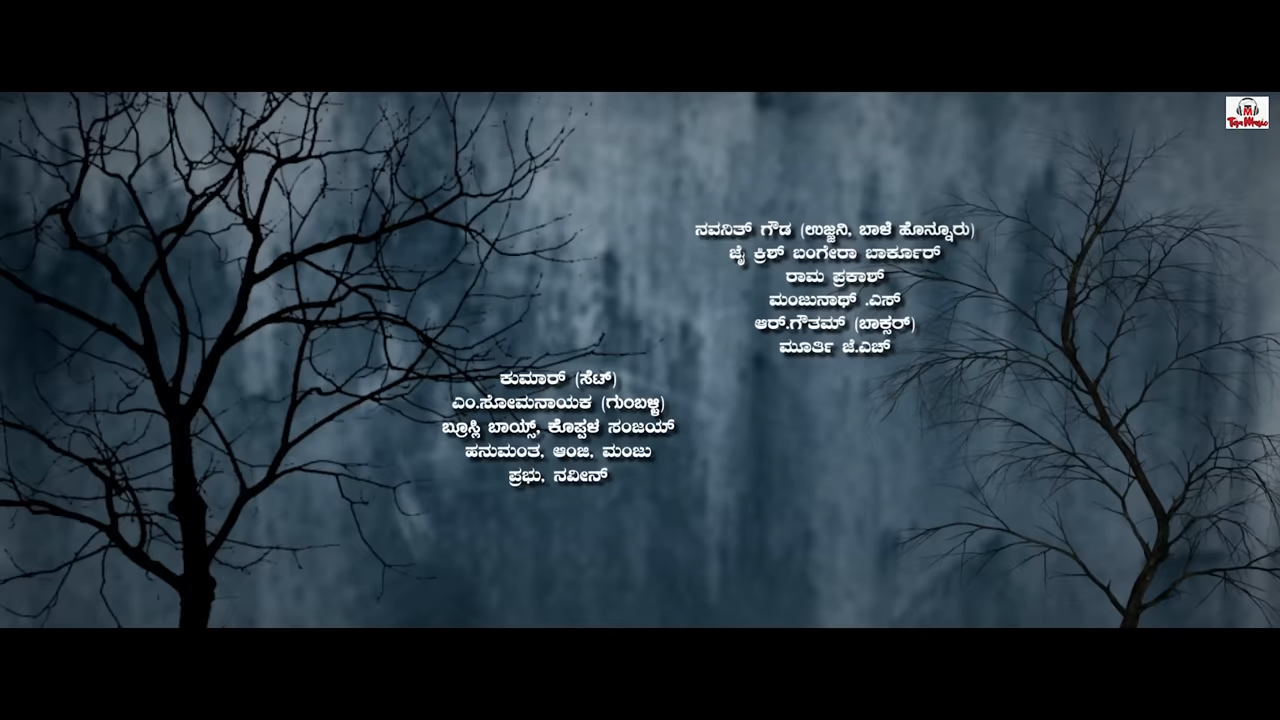 ನವನಿತ್ ಗೌಡ (ಉಜ್ಜನಿ, ಬಾಳೆ ಹೊನ್ನೂರು)
ಜೈ ಕ್ರಿಶ್ ಬಂಗೇರಾ ಬಾರ್ಕೂರ್
ರಾಮ ಪ್ರಕಾಶ್
ಮಂಜುನಾಥ್ .ಎಸ್
ಆರ್.ಗೌತಮ್ (ಬಾಕ್ಸರ್)
ಮೂರ್ತಿ ಜೆ.ಎಚ್
ಕುಮಾರ್ (ಸೆಟ್)
ಎಂ.ಸೋಮನಾಯಕ (ಗುಂಬಳ್ಳಿ)
ಬ್ರೂಸ್ಲಿ ಬಾಯ್ಸ್, ಕೊಪ್ಪಳ ಸಂಜಯ್
ಹನುಮಂತ, ಆಂಜಿ, ಮಂಜು
ಪ್ರಭು, ನವೀನ್